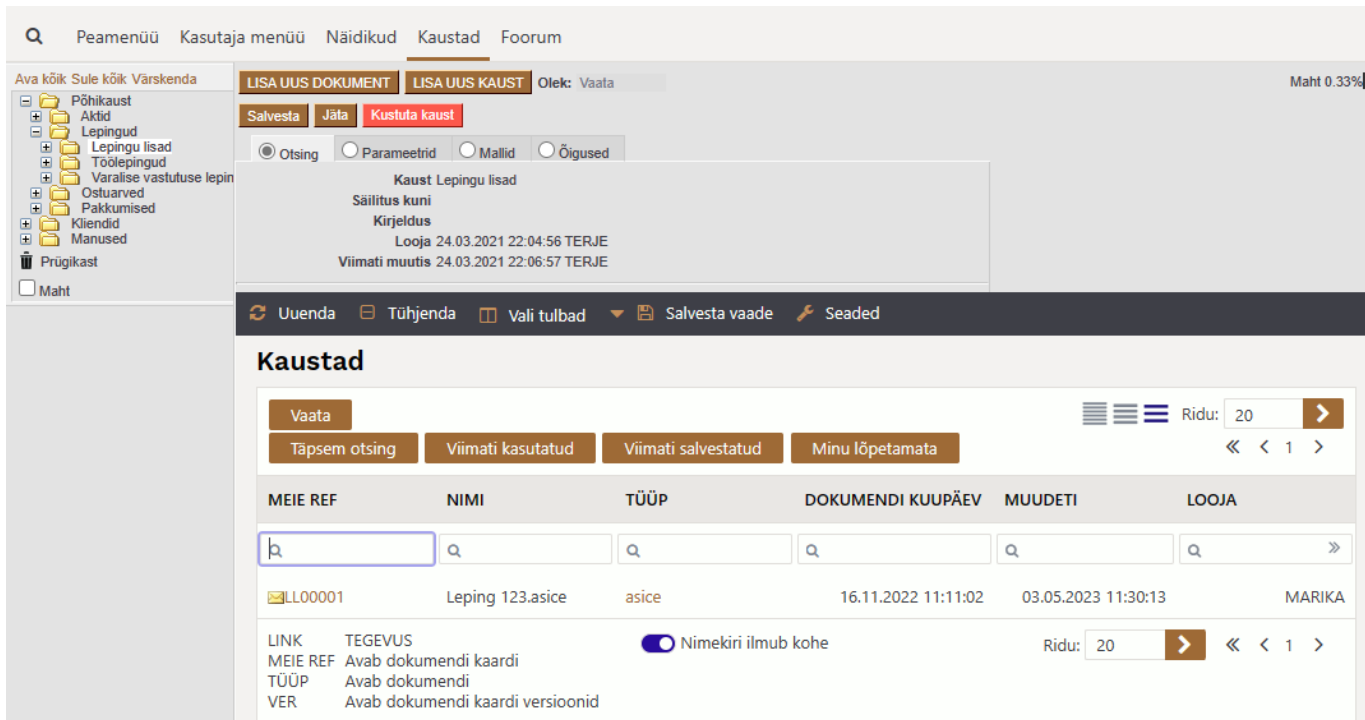 Peamenüü Kasutaja menüü Näidikud Kaustad Foorum
Ava kõik Sule kõik Värskenda
Põhikaust
Aktid
Lepingud
Lepingu lisad
Töölepingud
Varalise vastutuse lepin
Ostuarved
Pakkumised
Kliendid
Manused
Prügikast
Maht
LISA UUS DOKUMENT LISA UUS KAUST Olek: Vaata
Maht 0.33%
Salvesta Jäta Kustuta kaust
Otsing Parameetrid Mallid Õigused
Kaust Lepingu lisad
Säilitus kuni
Kirjeldus
Looja 24.03.2021 22:04:56 TERJE
Viimati muutis 24.03.2021 22:06:57 TERJE
Uuenda Tühjenda Vali tulbad Salvesta vaade Seaded
Kaustad
Vaata
Ridu: 20
Täpsem otsing Viimati kasutatud Viimati salvestatud Minu lõpetamata
1
MEIE REF NIMI TÜÜP DOKUMENDI KUUPÄEV MUUDETI LOOJA
LL00001 Leping 123.asice asice 16.11.2022 11:11:02 03.05.2023 11:30:13 MARIKA
LINK TEGEVUS
Nimekiri ilmub kohe
Ridu: 20 1
MEIE REF Avab dokumendi kaardi
TÜÜP Avab dokumendi
VER Avab dokumendi kaardi versioonid